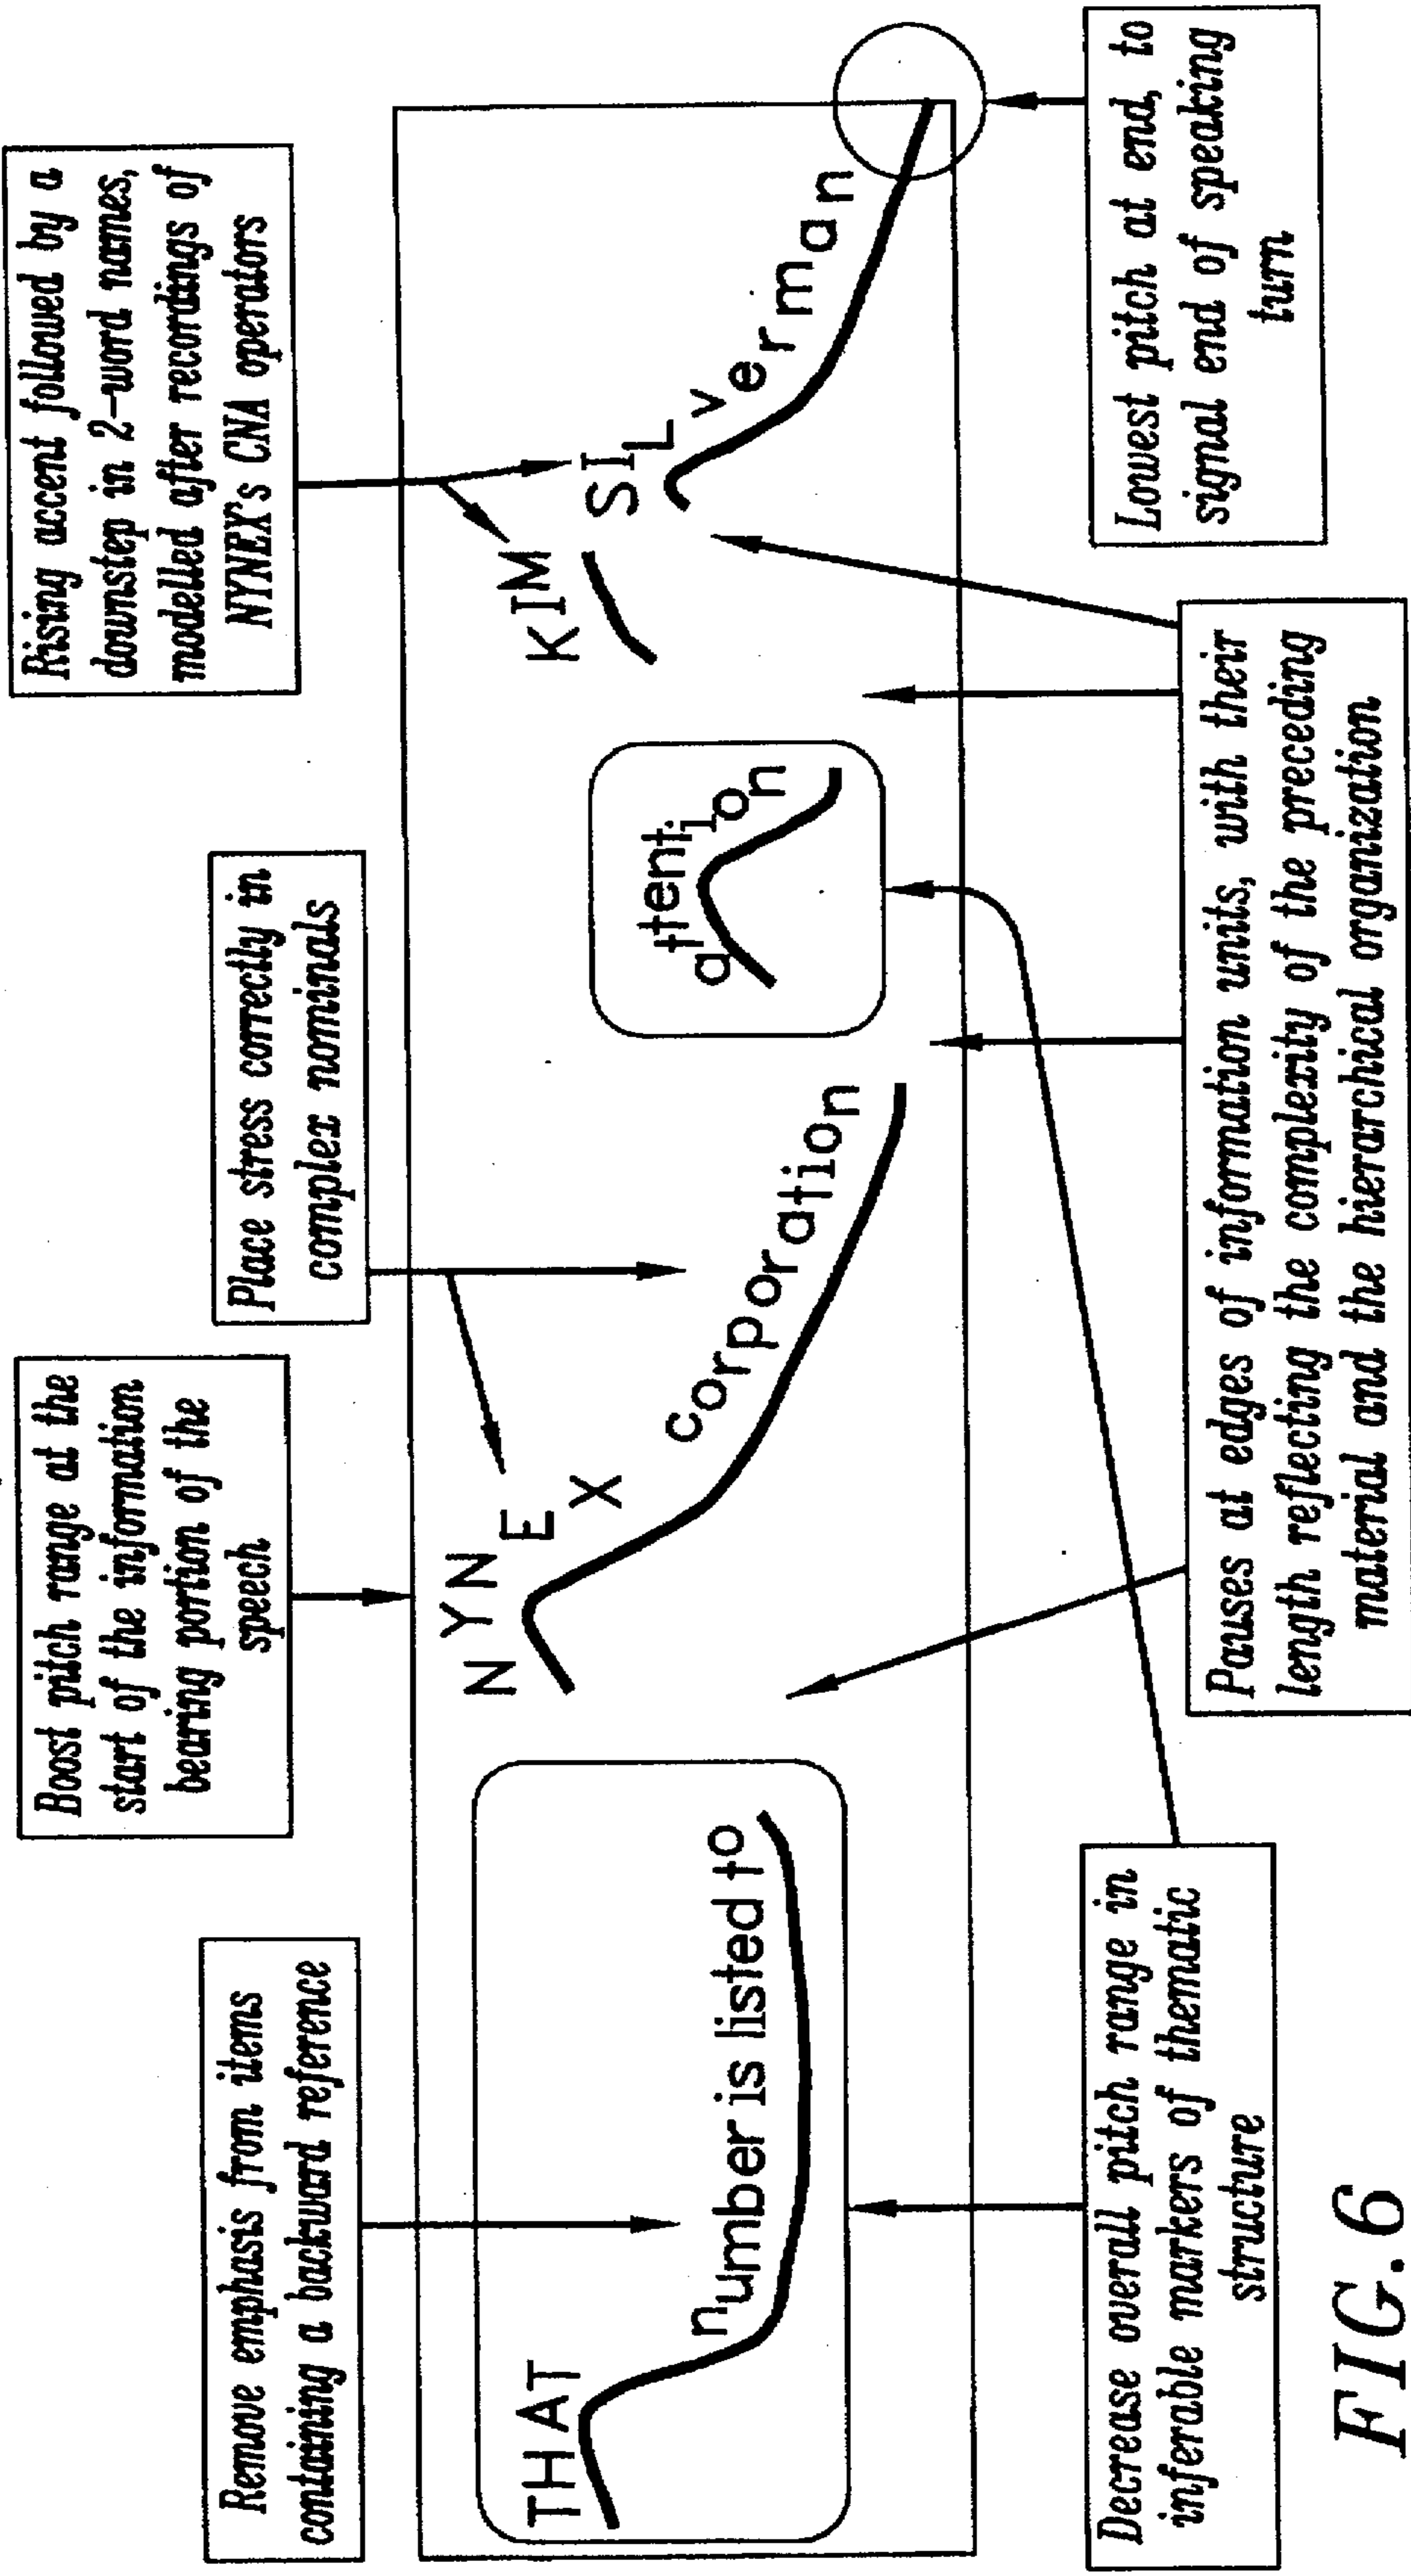 Remove emphasis from items
containing a backward reference
Boost pitch range at the
start of the information
bearing portion of the
speech
Place stress correctly in
complex nominals
Rising accent followed by a
downstep in 2-word names,
modelled after recordings of
NYNEX's CNA operators
THAT number is listed to
NYNEX corporation
attention
KIM SILverman
Decrease overall pitch range in
inferable markers of thematic
structure
Pauses at edges of information units, with their
length reflecting the complexity of the preceding
material and the hierarchical organization
Lowest pitch at end, to
signal end of speaking
turn
FIG.6